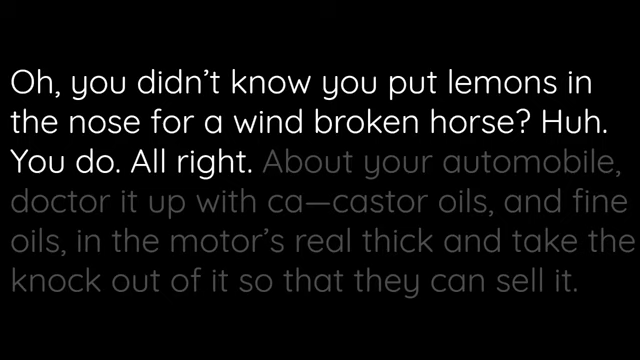 Oh, you didn’t know you put lemons in
the nose for a wind broken horse? Huh.
You do. All right. About your automobile,
doctor it up with ca—castor oils, and fine
oils, in the motor’s real thick and take the
knock out of it so that they can sell it.